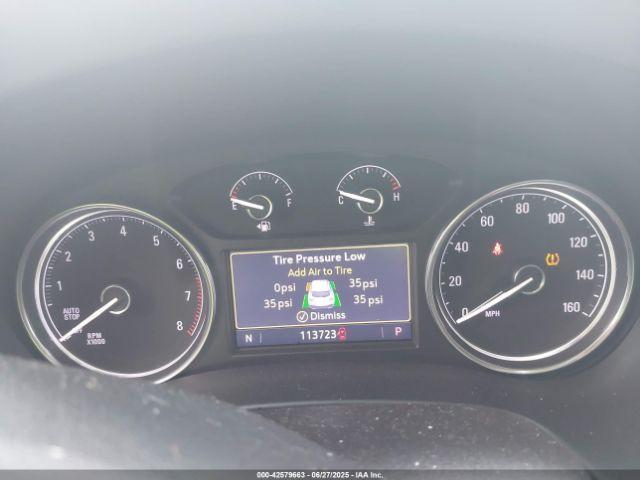 E F
C H
1 2 3 4 5 6 7 8
AUTO
STOP
RPM
X1000
Tire Pressure Low
Add Air to Tire
0psi 35psi
35psi 35psi
Dismiss
N 113723 P
0 20 40 60 80 100 120 140 160
MPH
000-42579663 | 06/27/2025 | IAA Inc.